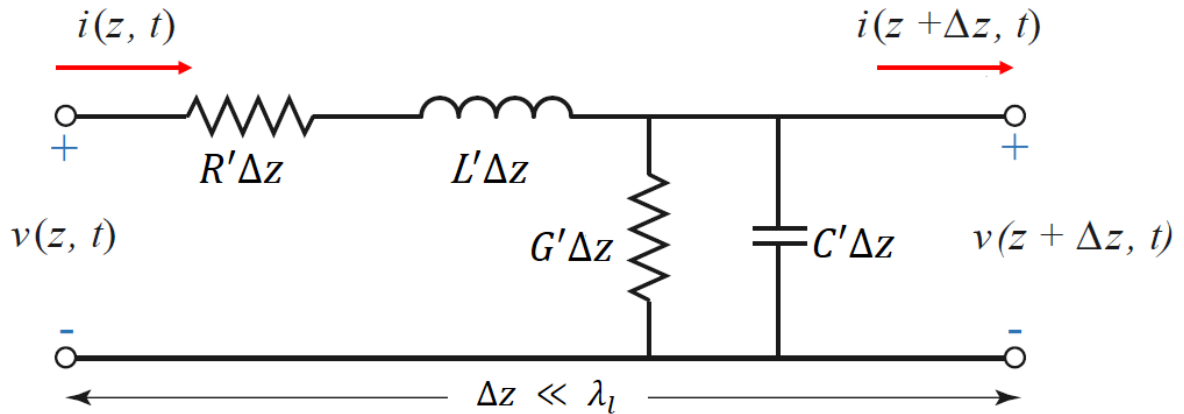 i(z, t)
i(z +Δz, t)
+
+
R′Δz
L′Δz
v(z, t)
G′Δz
C′Δz
v(z + Δz, t)
-
-
Δz ≪ λ_l